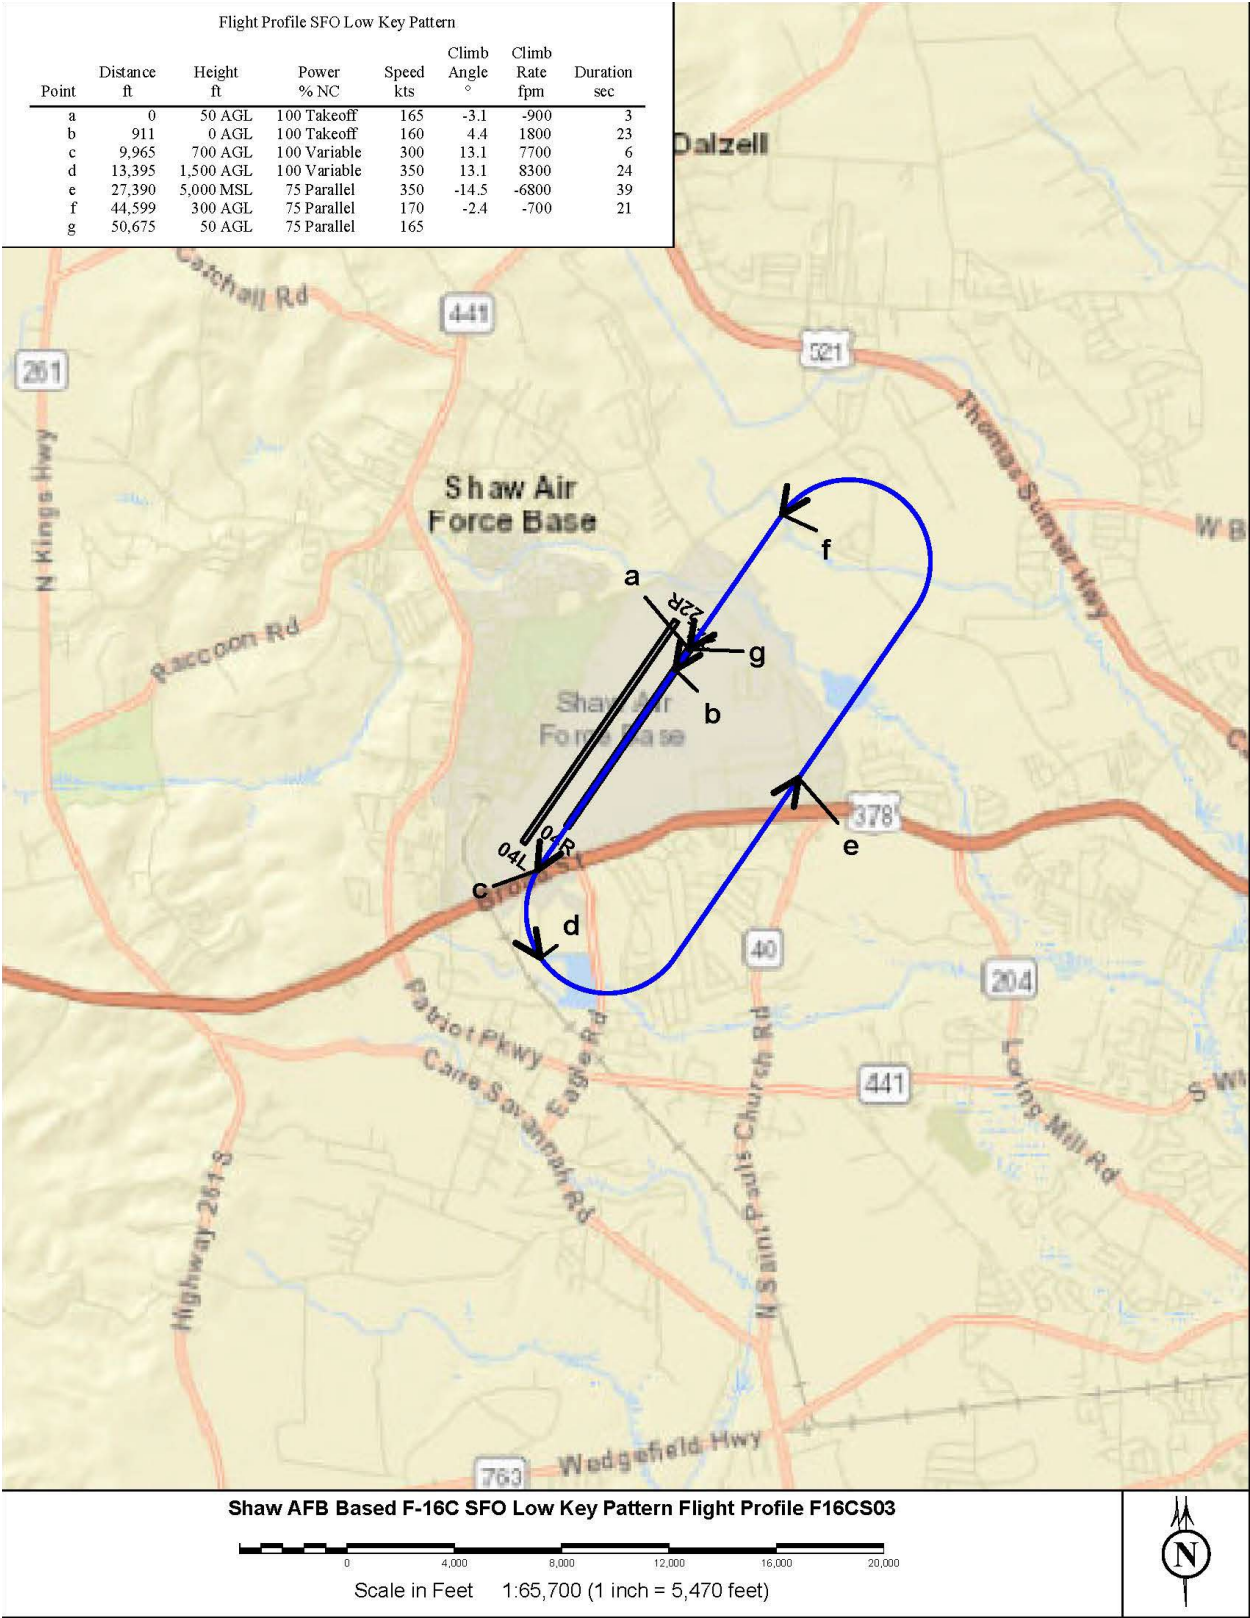 Flight Profile SFO Low Key Pattern
Climb Climb
Distance Height Power Speed Angle Rate Duration
Point ft ft % NC kts ° fpm sec
a 0 50 AGL 100 Takeoff 165 -3.1 -900 3
b 911 0 AGL 100 Takeoff 160 4.4 1800 23
c 9,965 700 AGL 100 Variable 300 13.1 7700 6
d 13,395 1,500 AGL 100 Variable 350 13.1 8300 24
e 27,390 5,000 MSL 75 Parallel 350 -14.5 -6800 39
f 44,599 300 AGL 75 Parallel 170 -2.4 -700 21
g 50,675 50 AGL 75 Parallel 165
Dalzell
Catchall Rd
441
261
521
N Kings Hwy
Thomas Sumter Hwy
Shaw Air
Force Base
W B
f
a
22R
g
Raccoon Rd
b
Shaw Air
Force Base
378
e
04R
04L
Broad St
c
d
40
204
Patriot Pkwy
Eagle Rd
Cane Savannah Rd
441
S Wi
Loring Mill Rd
N Saint Pauls Church Rd
Highway 261 S
Wedgefield Hwy
763
Shaw AFB Based F-16C SFO Low Key Pattern Flight Profile F16CS03
0 4,000 8,000 12,000 16,000 20,000
Scale in Feet 1:65,700 (1 inch = 5,470 feet)
N